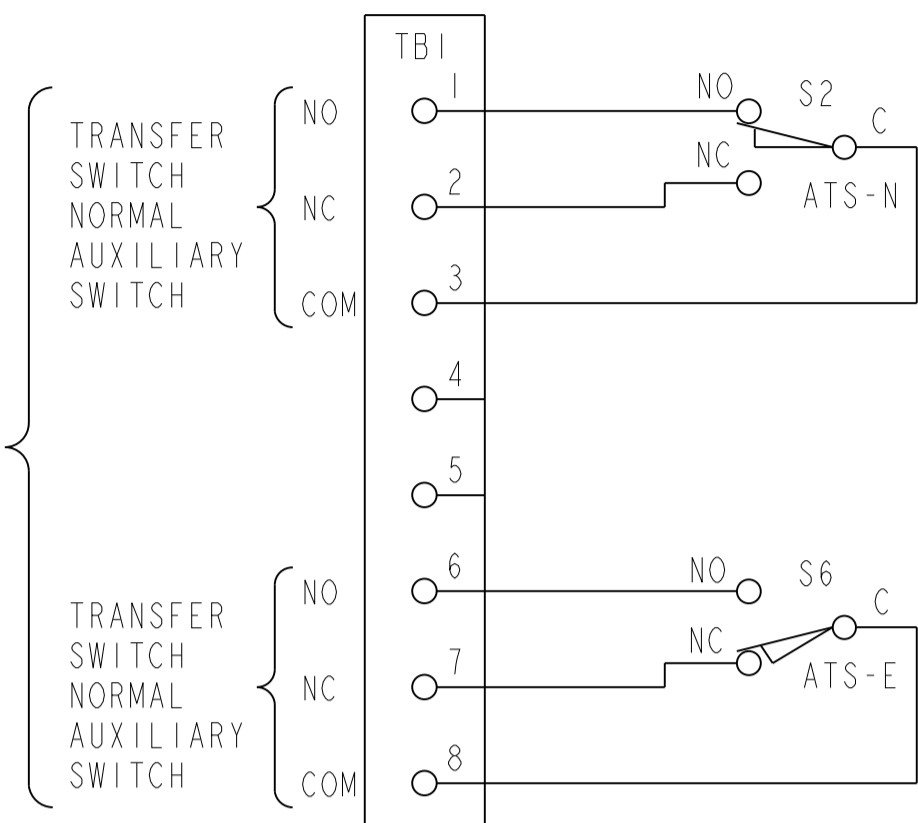 TB1
1
NO
S2
C
NO
TRANSFER
SWITCH
NORMAL
AUXILIARY
SWITCH
NC
2
NC
ATS-N
COM
3
4
5
6
NO
S6
C
NO
TRANSFER
SWITCH
NORMAL
AUXILIARY
SWITCH
NC
7
NC
ATS-E
COM
8